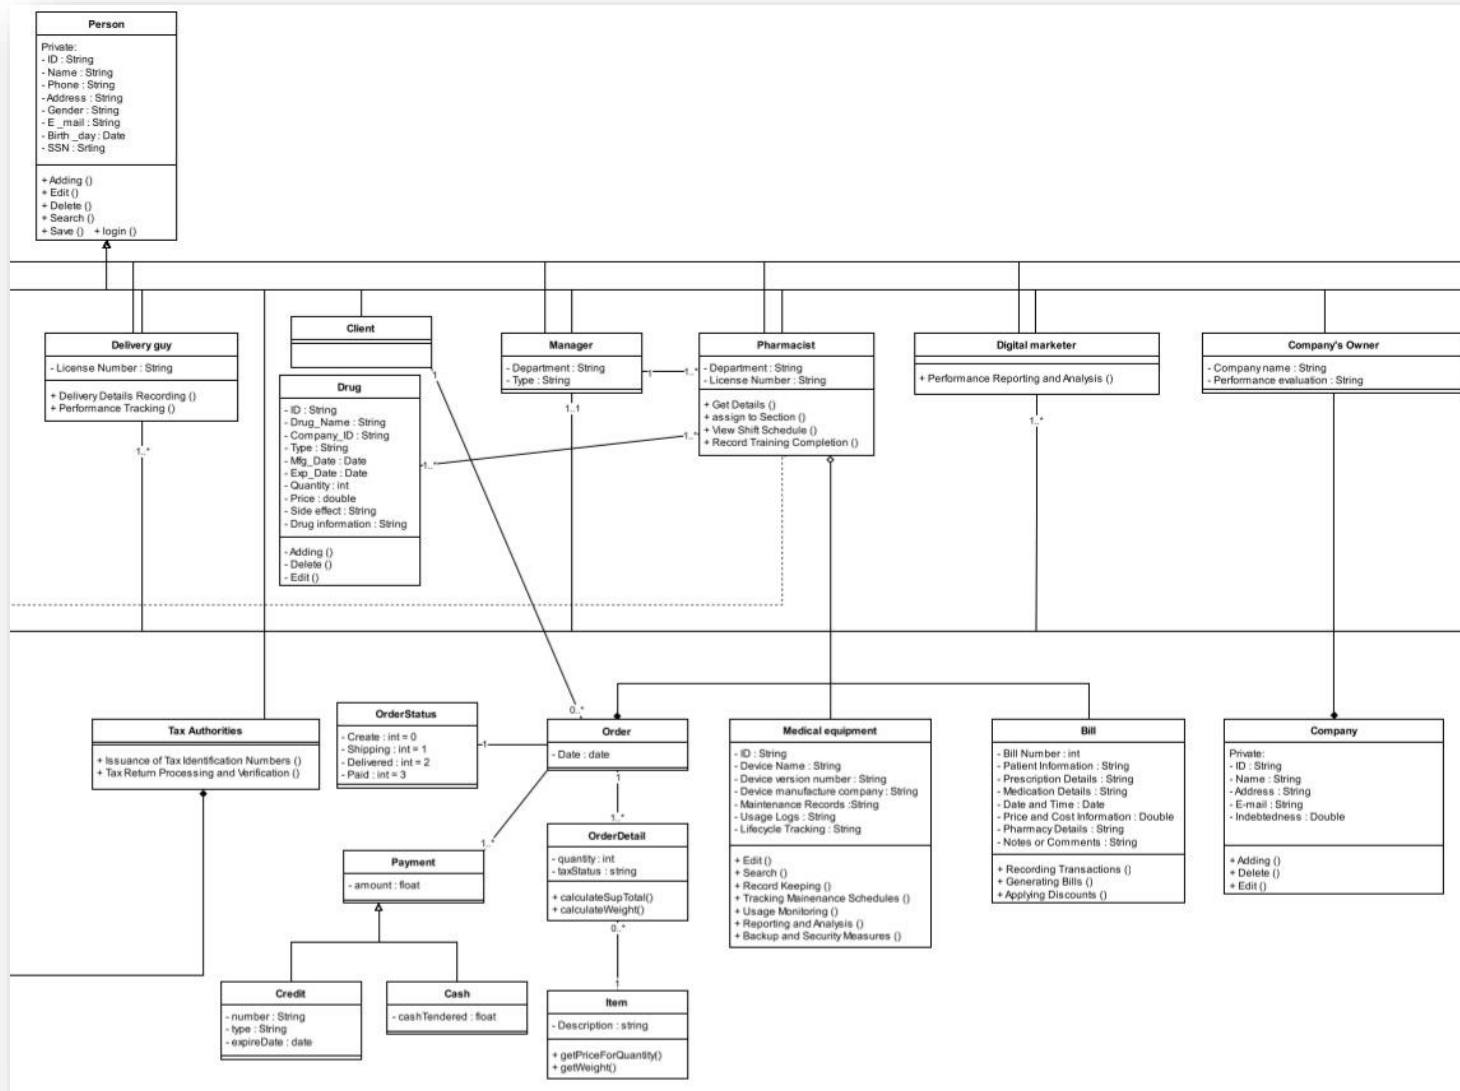 Person
Private:
- ID : String
- Name : String
- Phone : String
- Address : String
- Gender : String
- E _mail : String
- Birth _day : Date
- SSN : Srting
+ Adding ()
+ Edit ()
+ Delete ()
+ Search ()
+ Save () + login ()
Delivery guy
- License Number : String
+ Delivery Details Recording ()
+ Performance Tracking ()
1..*
Client
1
Drug
- ID : String
- Drug_Name : String
- Company_ID : String
- Type : String
- Mfg_Date : Date
- Exp_Date : Date
- Quantity : int
- Price : double
- Side effect : String
- Drug information : String
- Adding ()
- Delete ()
- Edit ()
1..*
1..*
Manager
- Department : String
- Type : String
1..1
1
1..*
Pharmacist
- Department : String
- License Number : String
+ Get Details ()
+ assign to Section ()
+ View Shift Schedule ()
+ Record Training Completion ()
Digital marketer
+ Performance Reporting and Analysis ()
1..*
Company's Owner
- Company name : String
- Performance evaluation : String
Tax Authorities
+ Issuance of Tax Identification Numbers ()
+ Tax Return Processing and Verification ()
OrderStatus
- Create : int = 0
- Shipping : int = 1
- Delivered : int = 2
- Paid : int = 3
1
0..*
Order
- Date : date
1
1..*
1..*
OrderDetail
- quantity : int
- taxStatus : string
+ calculateSupTotal()
+ calculateWeight()
0..*
1
Item
- Description : string
+ getPriceForQuantity()
+ getWeight()
Payment
- amount : float
Credit
- number : String
- type : String
- expireDate : date
Cash
- cashTendered : float
Medical equipment
- ID : String
- Device Name : String
- Device version number : String
- Device manufacture company : String
- Maintenance Records :String
- Usage Logs : String
- Lifecycle Tracking : String
+ Edit ()
+ Search ()
+ Record Keeping ()
+ Tracking Mainenance Schedules ()
+ Usage Monitoring ()
+ Reporting and Analysis ()
+ Backup and Security Measures ()
Bill
- Bill Number : int
- Patient Information : String
- Prescription Details : String
- Medication Details : String
- Date and Time : Date
- Price and Cost Information : Double
- Pharmacy Details : String
- Notes or Comments : String
+ Recording Transactions ()
+ Generating Bills ()
+ Applying Discounts ()
Company
Private:
- ID : String
- Name : String
- Address : String
- E-mail : String
- Indebtedness : Double
+ Adding ()
+ Delete ()
+ Edit ()